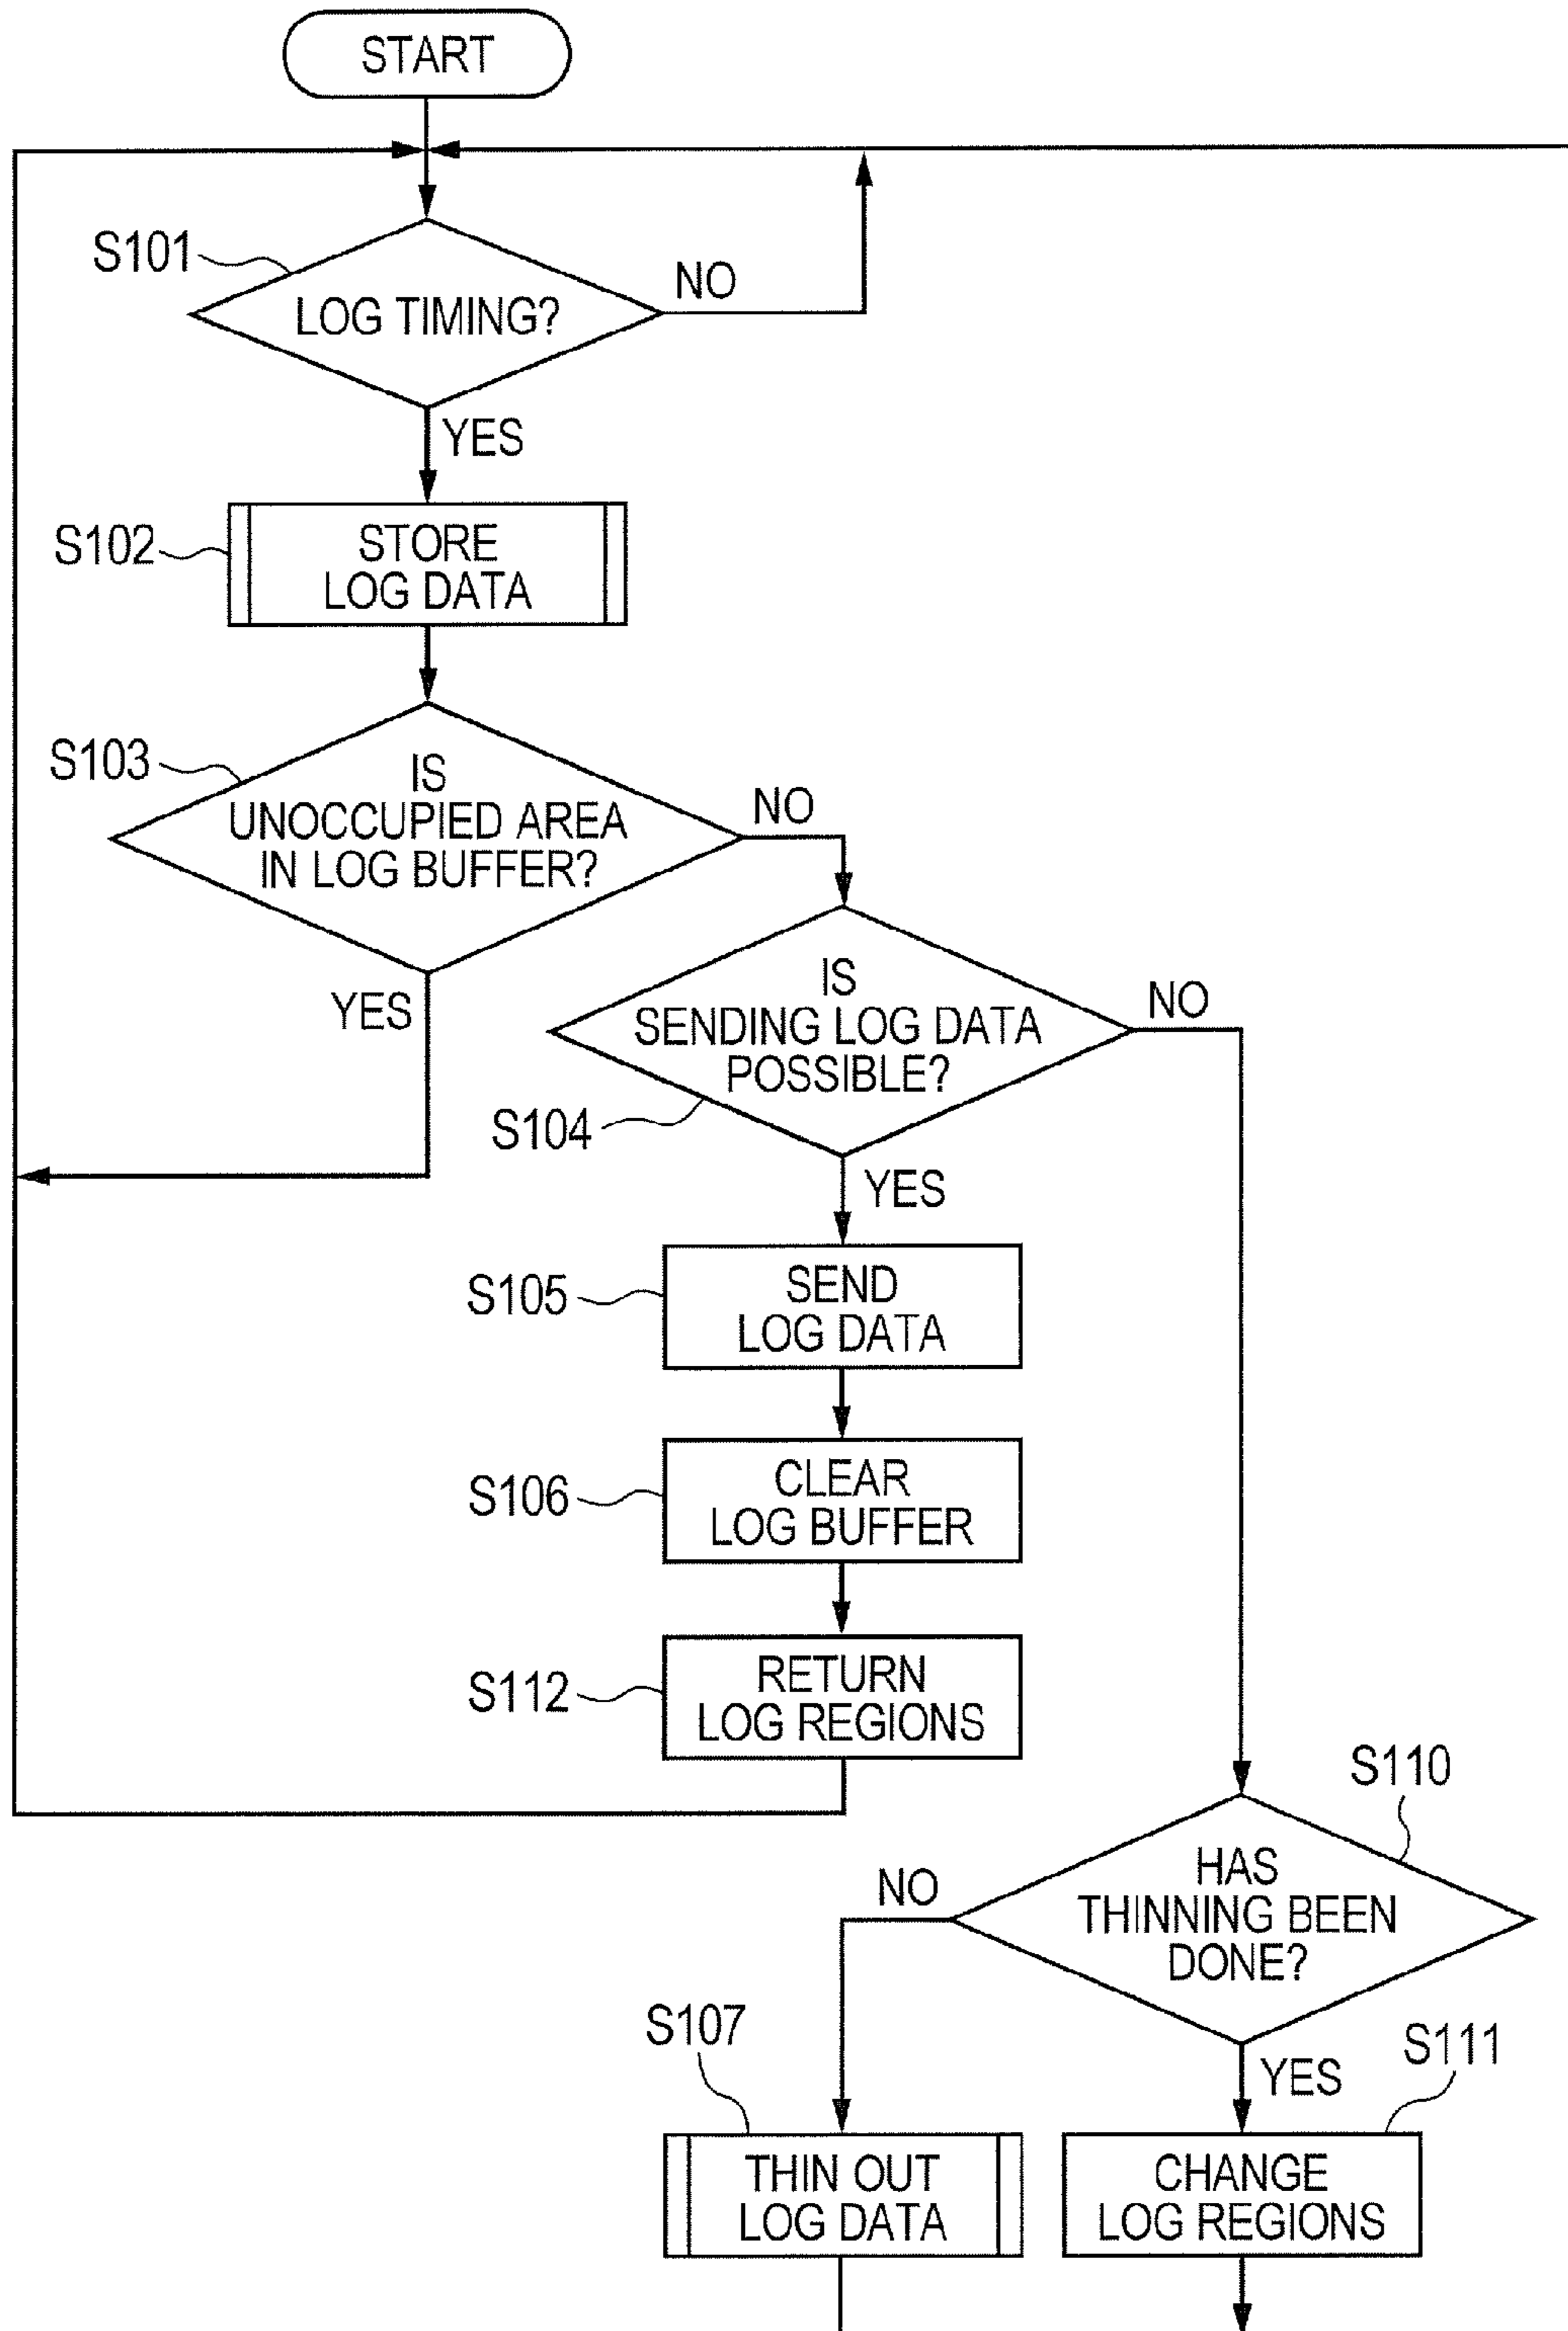 START
S101
LOG TIMING?
NO
YES
S102
STORE
LOG DATA
S103
IS
UNOCCUPIED AREA
IN LOG BUFFER?
NO
YES
IS
SENDING LOG DATA
POSSIBLE?
NO
S104
YES
S105
SEND
LOG DATA
S106
CLEAR
LOG BUFFER
S112
RETURN
LOG REGIONS
S110
HAS
THINNING BEEN
DONE?
NO
S107
YES
S111
THIN OUT
LOG DATA
CHANGE
LOG REGIONS